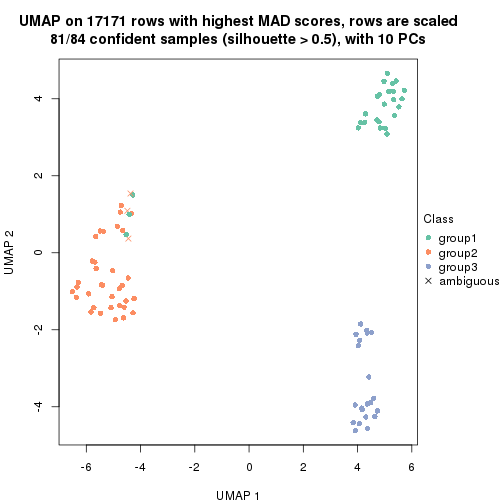 UMAP on 17171 rows with highest MAD scores, rows are scaled
81/84 confident samples (silhouette > 0.5), with 10 PCs
4
2
0
-2
-4
UMAP 2
-6
-4
-2
0
2
4
6
UMAP 1
Class
group1
group2
group3
ambiguous